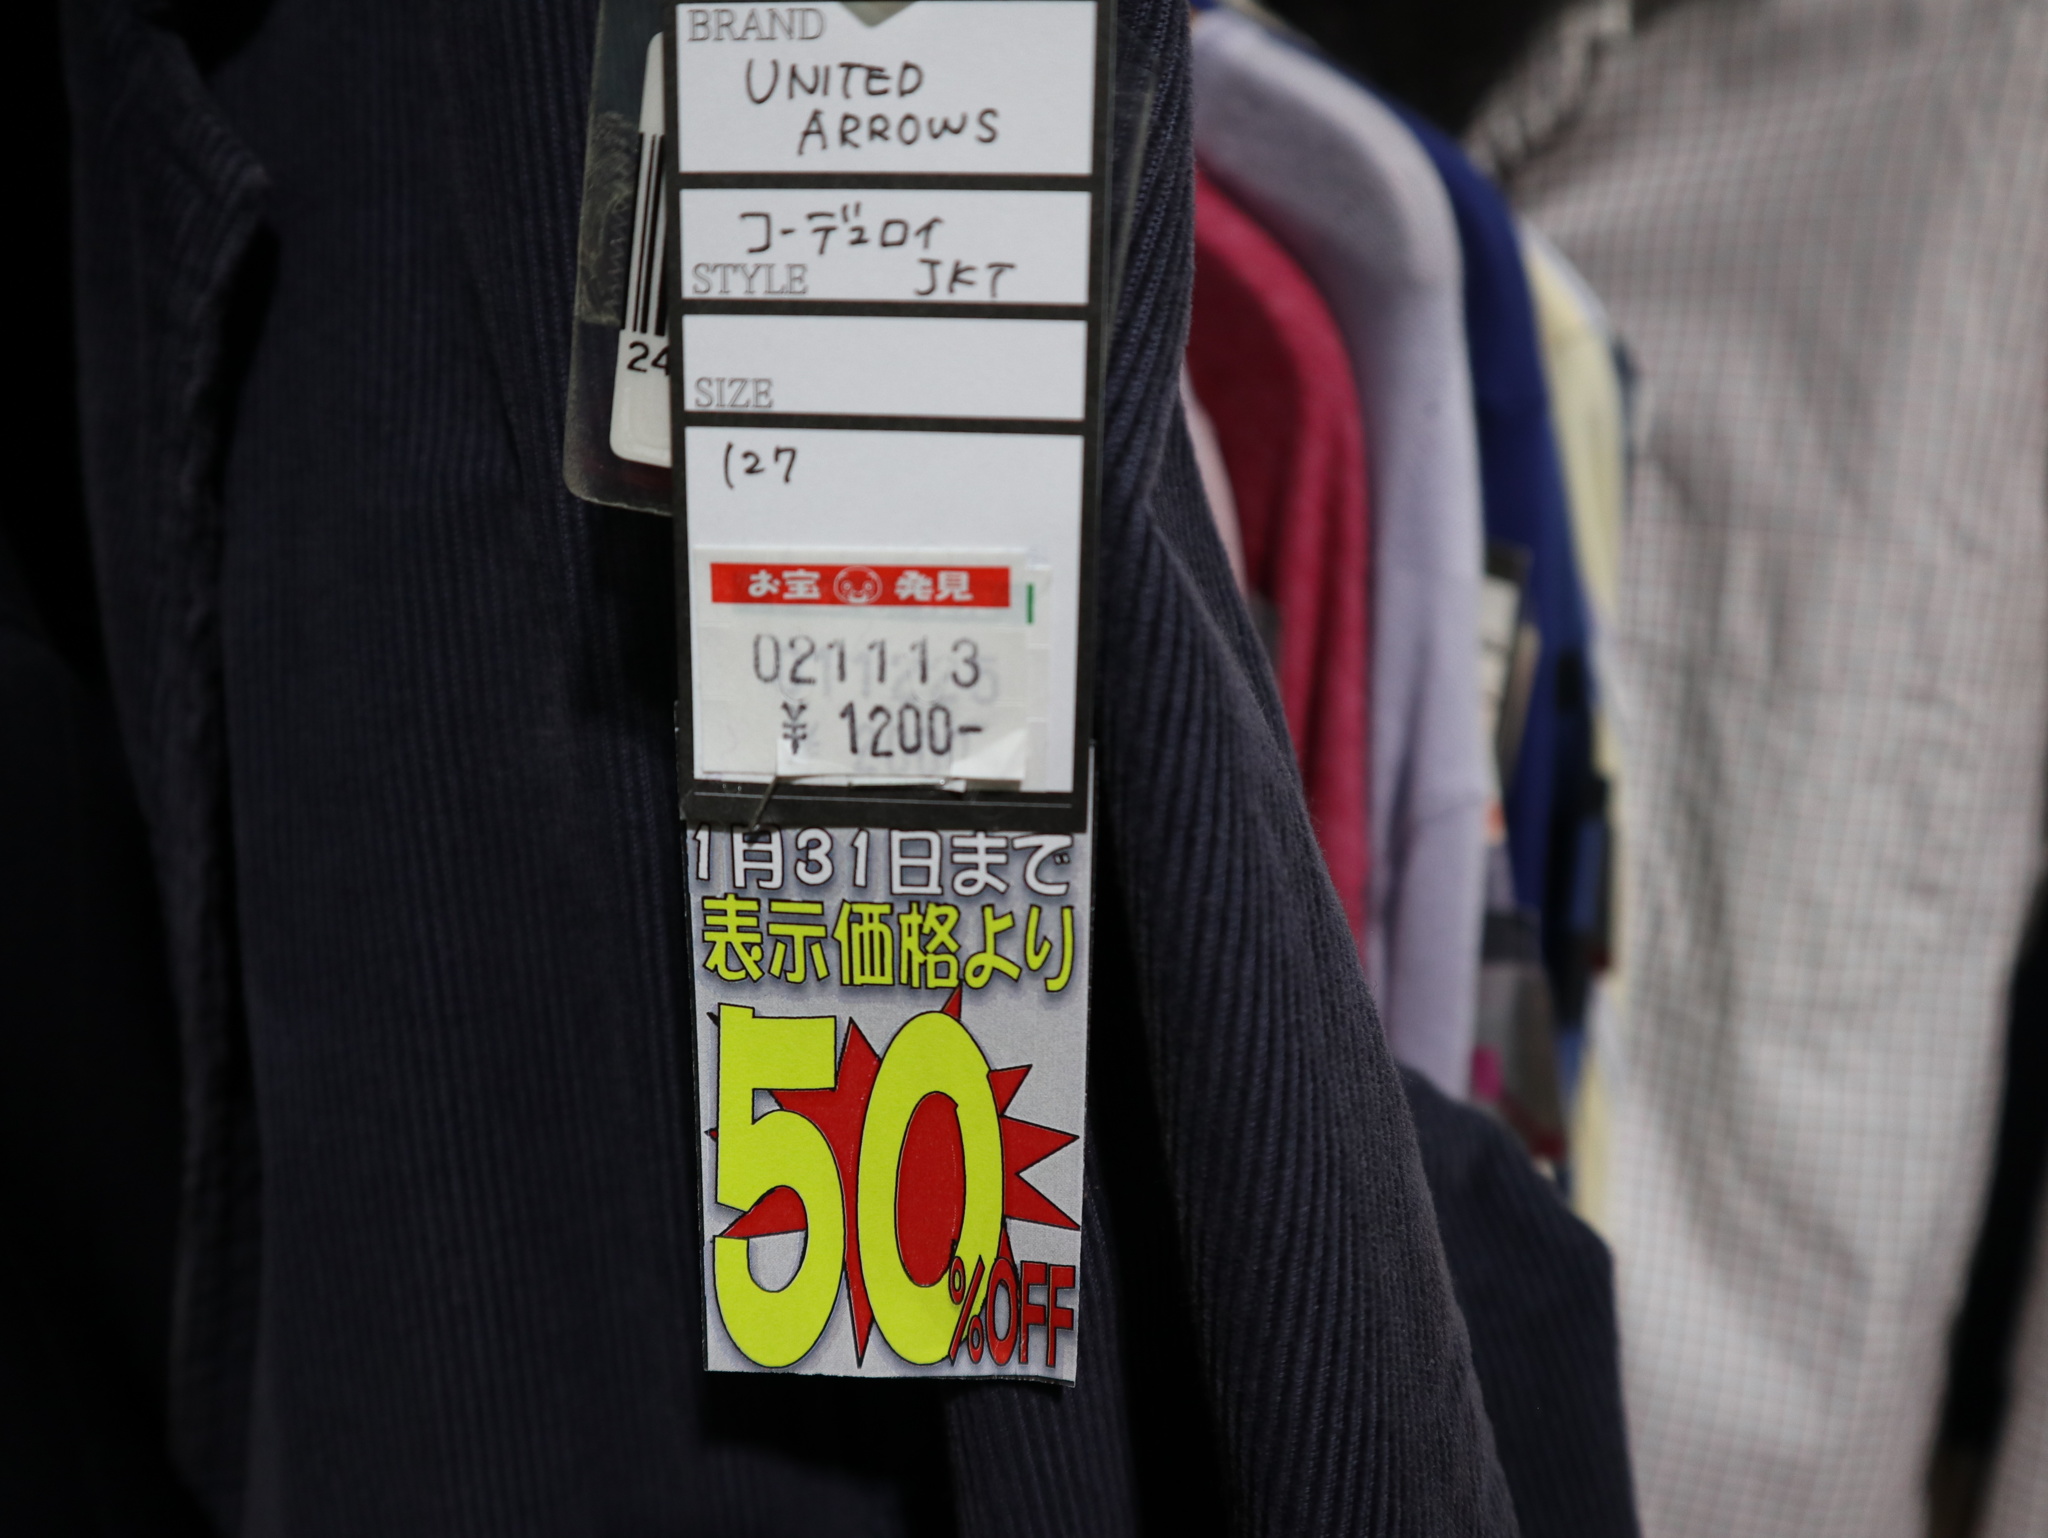 BRAND
UNITED
ARROWS
コーデュロイ
STYLE JKT
24
SIZE
(27
お宝 発見
021113
¥ 1200-
1月31日まで
表示価格より
50%OFF